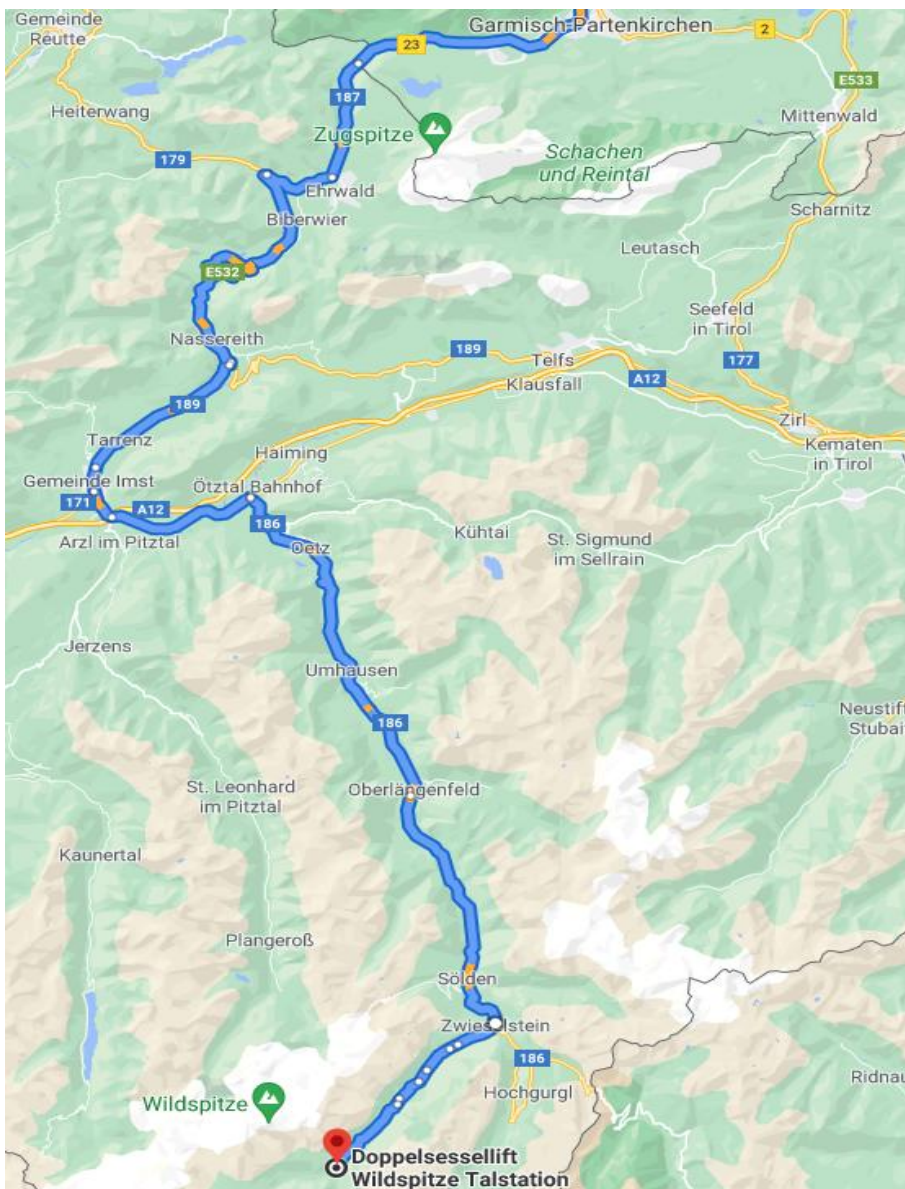 Gemeinde
Reutte
Garmisch-Partenkirchen
23
2
E533
187
Heiterwang
Mittenwald
Zugspitze
179
Schachen
und Reintal
Ehrwald
Biberwier
Scharnitz
Leutasch
E532
Seefeld
in Tirol
Nassereith
189
Telfs
177
Klausfall
A12
189
Zirl
Tarrenz
Haiming
Kematen
in Tirol
Gemeinde Imst
Ötztal Bahnhof
171
A12
186
Kühtai
St. Sigmund
im Sellrain
Arzl im Pitztal
Oetz
Jerzens
Umhausen
Neustift
Stubai
186
St. Leonhard
im Pitztal
Oberlängenfeld
Kaunertal
Plangeroß
Sölden
Zwieselstein
186
Ridnau
Hochgurgl
Wildspitze
Doppelsessellift
Wildspitze Talstation